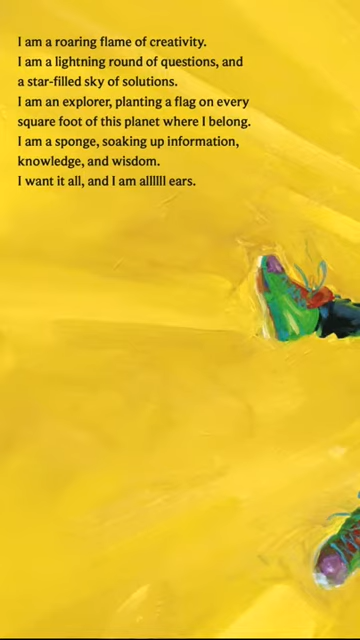 I am a roaring flame of creativity.
I am a lightning round of questions, and
a star-filled sky of solutions.
I am an explorer, planting a flag on every
square foot of this planet where I belong.
I am a sponge, soaking up information,
knowledge, and wisdom.
I want it all, and I am allllll ears.